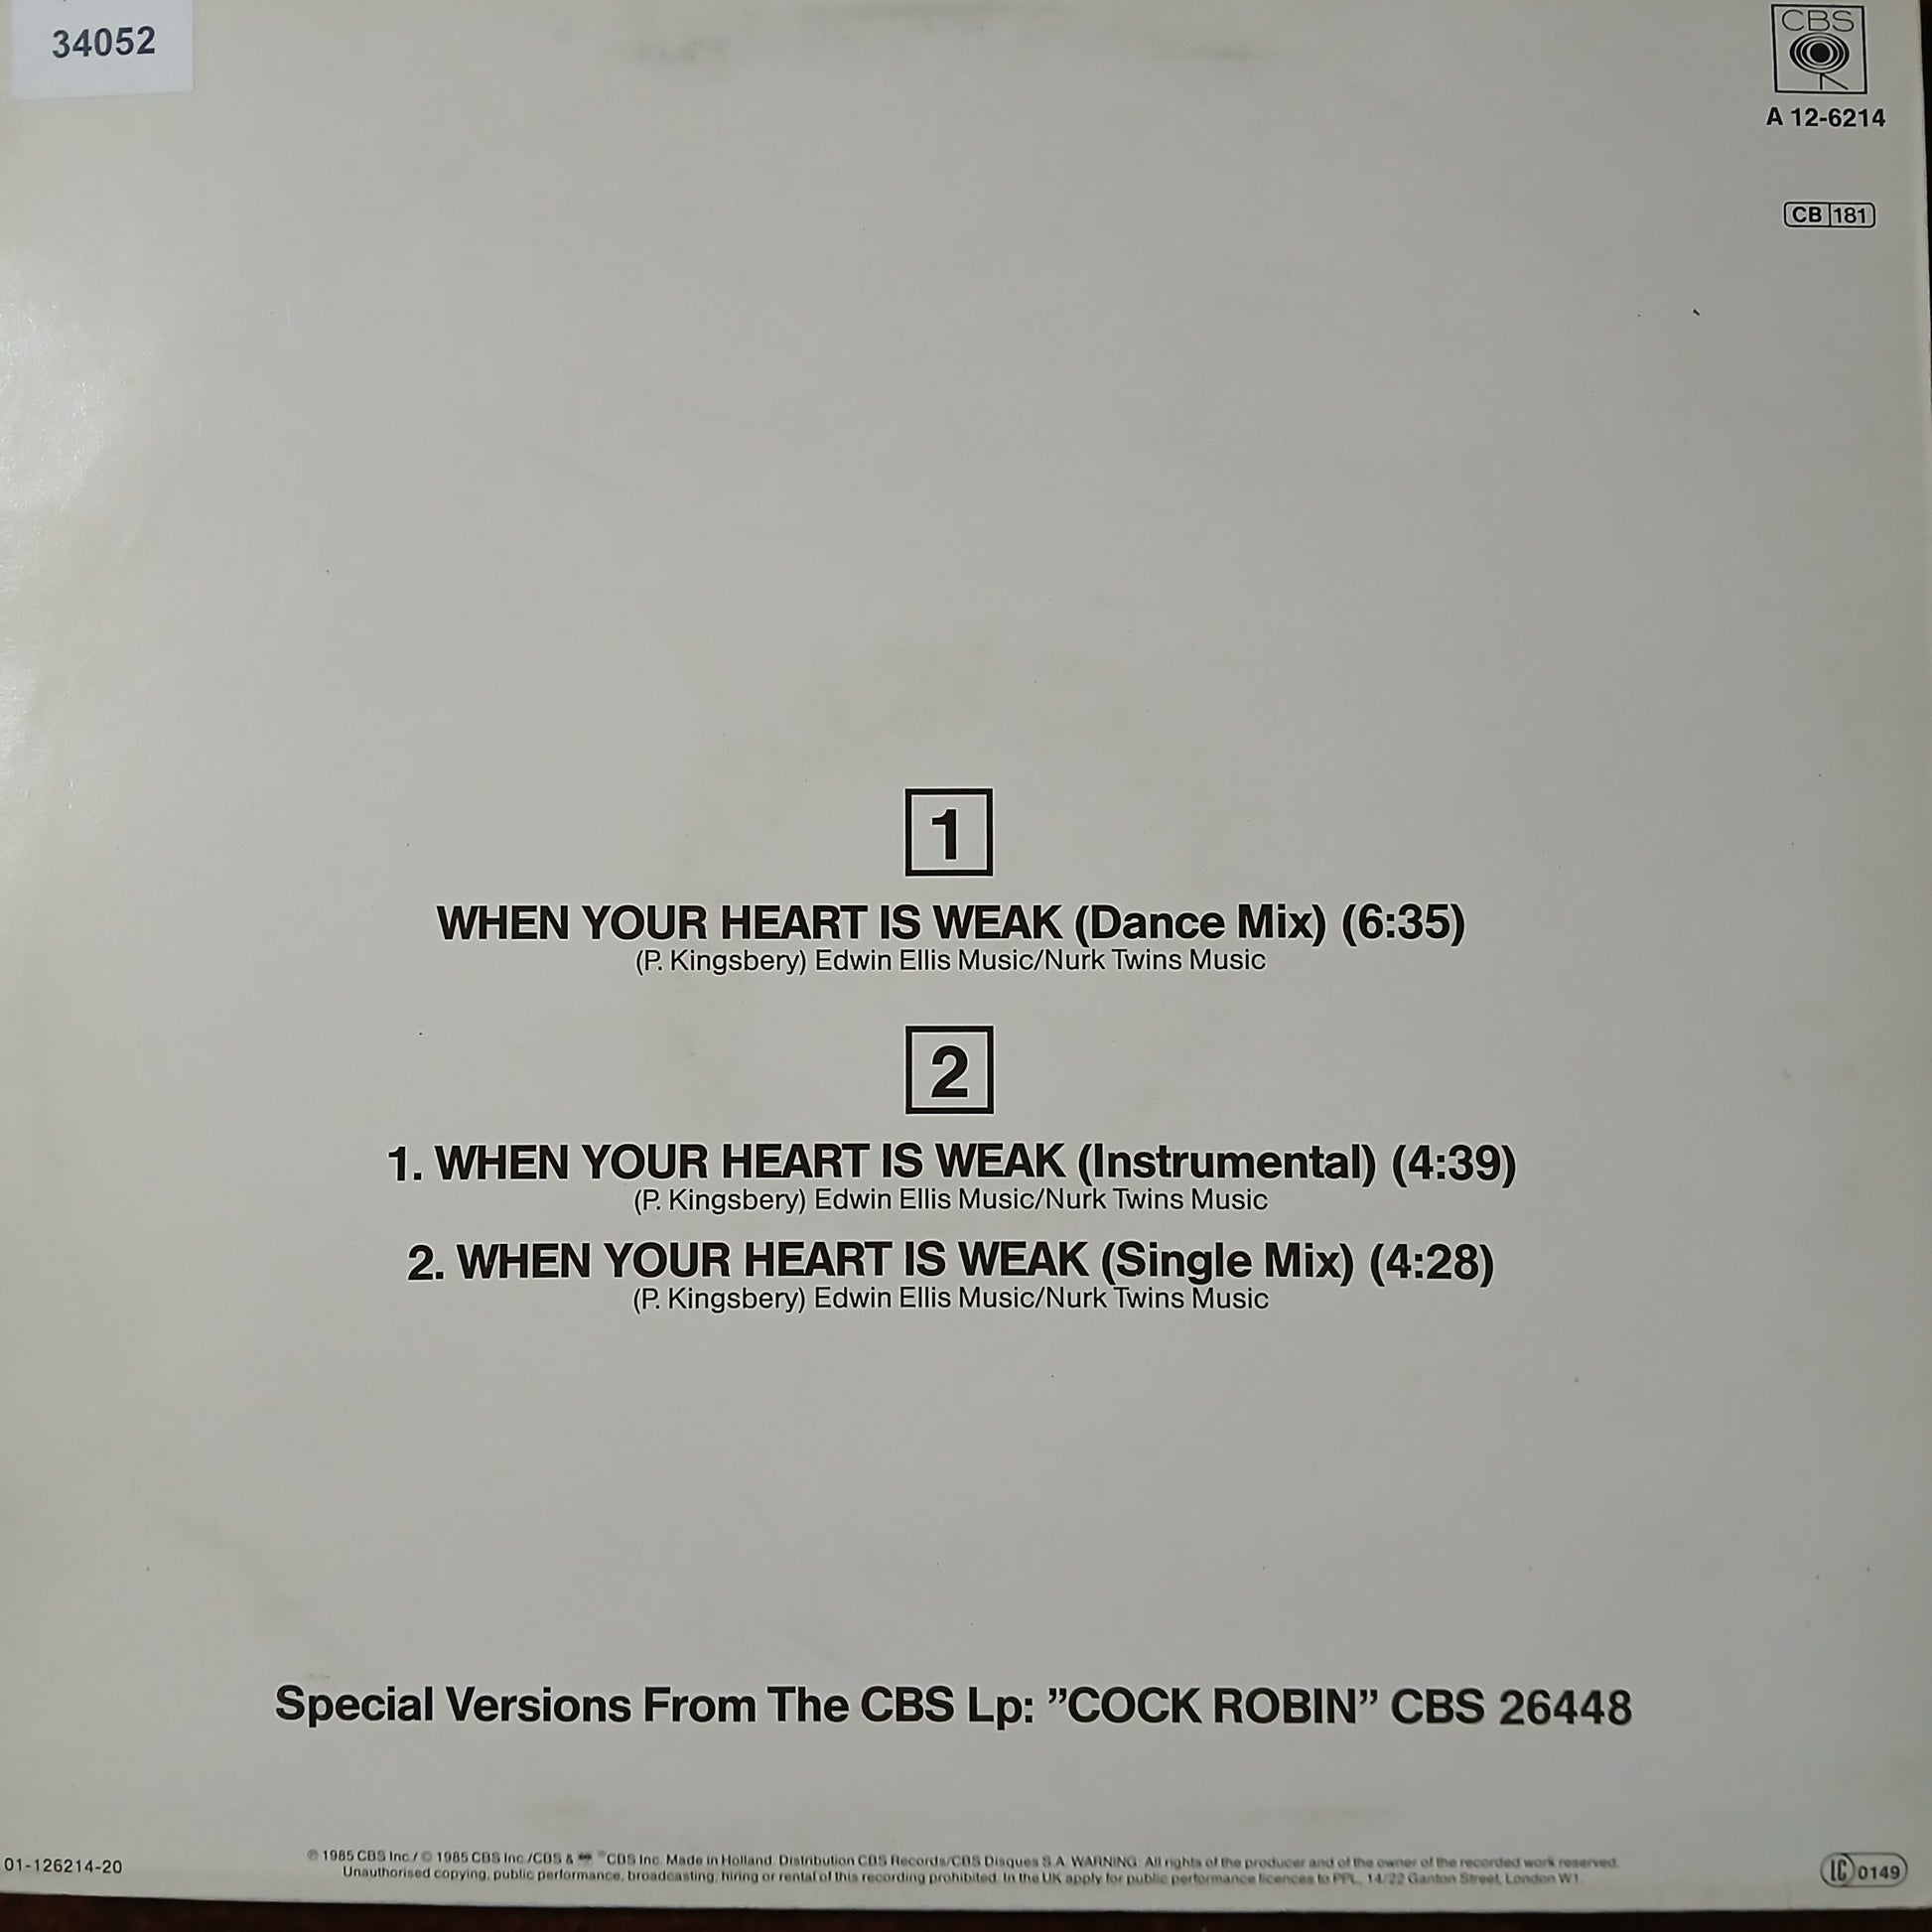 34052
CBS
A 12-6214
CB 181
1
WHEN YOUR HEART IS WEAK (Dance Mix) (6:35)
(P. Kingsbery) Edwin Ellis Music/Nurk Twins Music
2
1. WHEN YOUR HEART IS WEAK (Instrumental) (4:39)
(P. Kingsbery) Edwin Ellis Music/Nurk Twins Music
2. WHEN YOUR HEART IS WEAK (Single Mix) (4:28)
(P. Kingsbery) Edwin Ellis Music/Nurk Twins Music
Special Versions From The CBS Lp: ”COCK ROBIN” CBS 26448
01-126214-20
℗ 1985 CBS Inc./ © 1985 CBS Inc./CBS & ® CBS Inc. Made in Holland. Distribution CBS Records/CBS Disques S.A. WARNING: All rights of the producer and of the owner of the recorded work reserved.
Unauthorised copying, public performance, broadcasting, hiring or rental of this recording prohibited. In the UK apply for public performance licences to PPL, 14/22 Ganton Street, London W1.
LC 0149